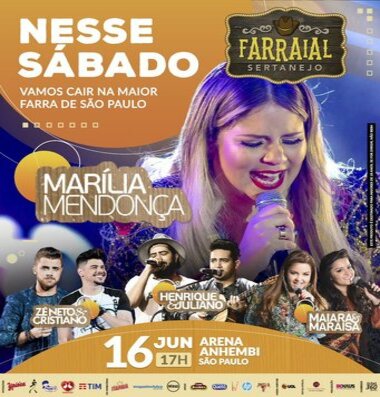 NESSE
SÁBADO
VAMOS CAIR NA MAIOR
FARRA DE SÃO PAULO
FARRAIAL
SERTANEJO
MARÍLIA
MENDONÇA
ZÉ NETO &
CRISTIANO
HENRIQUE
& JULIANO
MAIARA &
MARAISA
16 JUN
17H
ARENA
ANHEMBI
SÃO PAULO
TIM
UOL